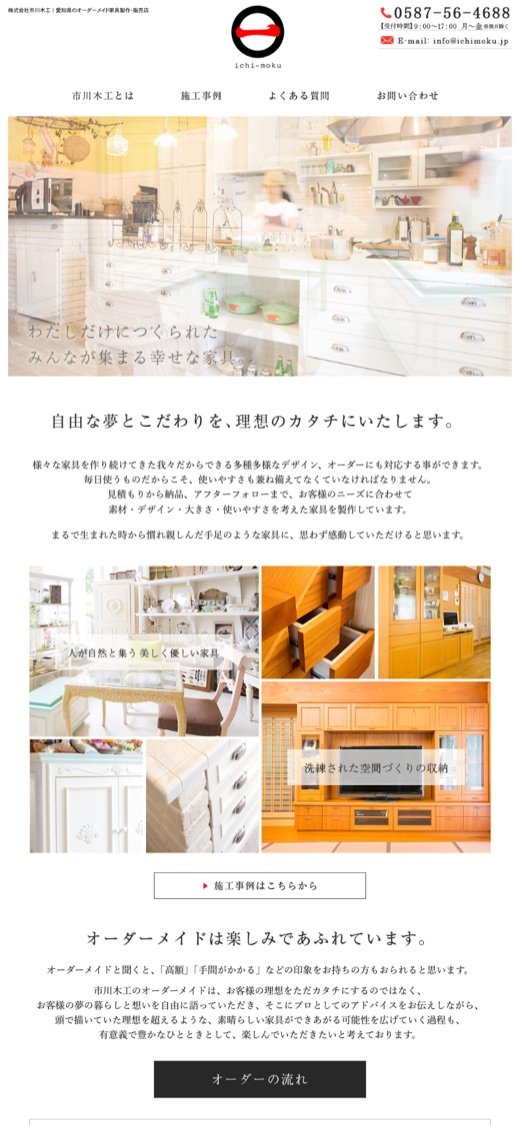 株式会社市川木工｜愛知県のオーダーメイド家具製作・販売店
ichi-moku
0587-56-4688
【受付時間】9:00～17:00 月～金※祝日除く
E-mail: info@ichimoku.jp
市川木工とは
施工事例
よくある質問
お問い合わせ
わたしだけにつくられた
みんなが集まる幸せな家具。
自由な夢とこだわりを、理想のカタチにいたします。
様々な家具を作り続けてきた我々だからできる多種多様なデザイン、オーダーにも対応する事ができます。
毎日使うものだからこそ、使いやすさも兼ね備えてなくていなければなりません。
見積もりから納品、アフターフォローまで、お客様のニーズに合わせて
素材・デザイン・大きさ・使いやすさを考えた家具を製作しています。
まるで生まれた時から慣れ親しんだ手足のような家具に、思わず感動していただけると思います。
人が自然と集う 美しく優しい家具
洗練された空間づくりの収納
施工事例はこちらから
オーダーメイドは楽しみであふれています。
オーダーメイドと聞くと、「高額」「手間がかかる」などの印象をお持ちの方もおられると思います。
市川木工のオーダーメイドは、お客様の理想をただカタチにするのではなく、
お客様の夢の暮らしと想いを自由に語っていただき、そこにプロとしてのアドバイスをお伝えしながら、
頭で描いていた理想を超えるような、素晴らしい家具ができあがる可能性を広げていく過程も、
有意義で豊かなひとときとして、楽しんでいただきたいと考えております。
オーダーの流れ